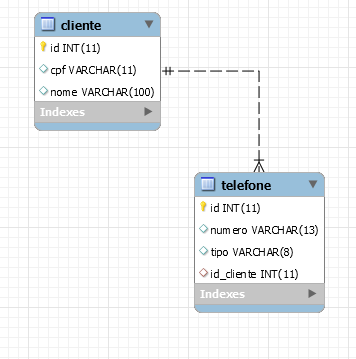 cliente
id INT(11)
cpf VARCHAR(11)
nome VARCHAR(100)
Indexes
telefone
id INT(11)
numero VARCHAR(13)
tipo VARCHAR(8)
id_cliente INT(11)
Indexes